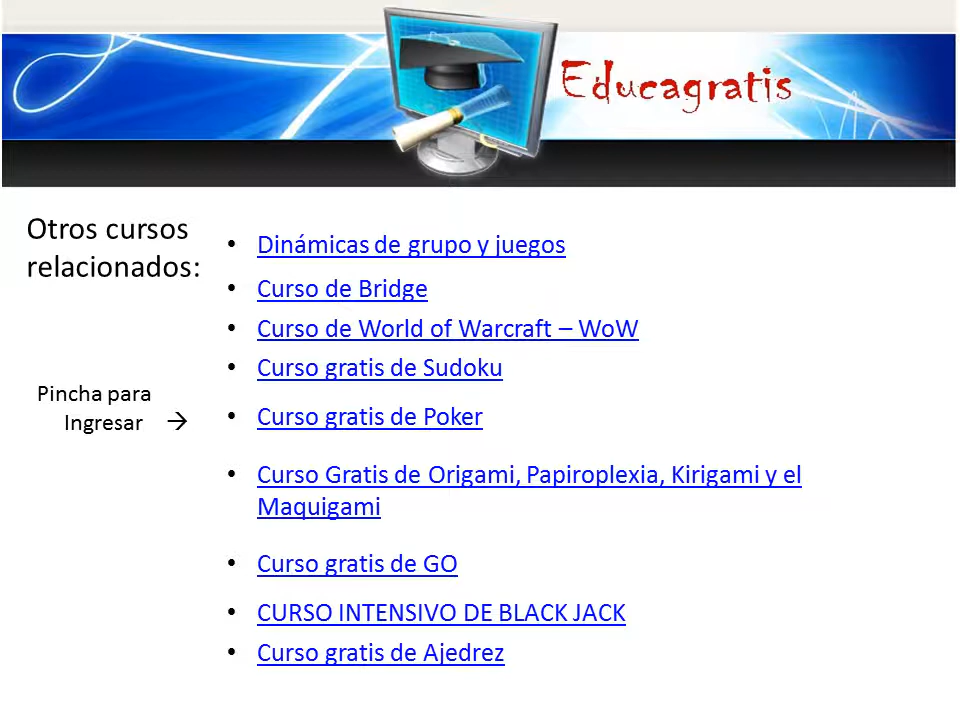 Educagratis
Otros cursos
relacionados:
• Dinámicas de grupo y juegos
• Curso de Bridge
• Curso de World of Warcraft – WoW
• Curso gratis de Sudoku
Pincha para
Ingresar →
• Curso gratis de Poker
• Curso Gratis de Origami, Papiroplexia, Kirigami y el
Maquigami
• Curso gratis de GO
• CURSO INTENSIVO DE BLACK JACK
• Curso gratis de Ajedrez